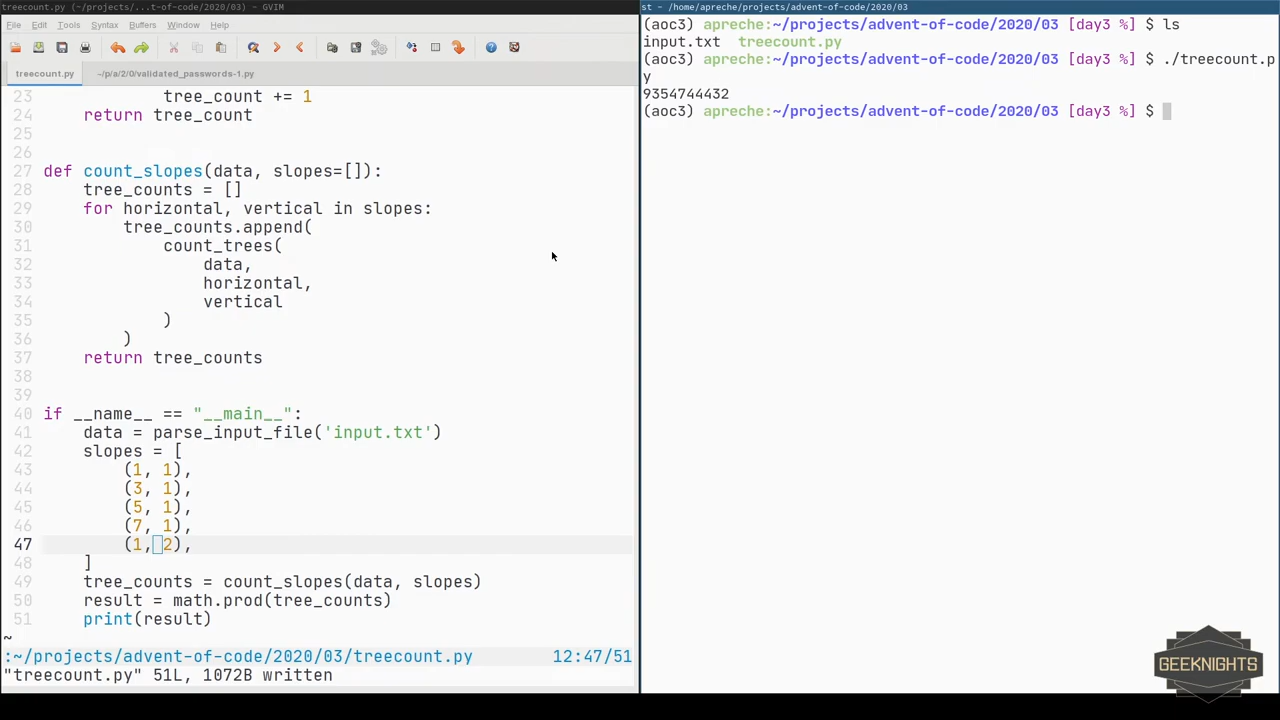 treecount.py (~/projects/...t-of-code/2020/03) - GVIM
File Edit Tools Syntax Buffers Window Help
treecount.py ~/p/a/2/0/validated_passwords-1.py
23             tree_count += 1
24     return tree_count
25
26
27 def count_slopes(data, slopes=[]):
28     tree_counts = []
29     for horizontal, vertical in slopes:
30         tree_counts.append(
31             count_trees(
32                 data,
33                 horizontal,
34                 vertical
35             )
36         )
37     return tree_counts
38
39
40 if __name__ == "__main__":
41     data = parse_input_file('input.txt')
42     slopes = [
43         (1, 1),
44         (3, 1),
45         (5, 1),
46         (7, 1),
47         (1, 2),
48     ]
49     tree_counts = count_slopes(data, slopes)
50     result = math.prod(tree_counts)
51     print(result)
~
:~/projects/advent-of-code/2020/03/treecount.py 12:47/51
"treecount.py" 51L, 1072B written
st - /home/apreche/projects/advent-of-code/2020/03
(aoc3) apreche:~/projects/advent-of-code/2020/03 [day3 %] $ ls
input.txt  treecount.py
(aoc3) apreche:~/projects/advent-of-code/2020/03 [day3 %] $ ./treecount.p
y
9354744432
(aoc3) apreche:~/projects/advent-of-code/2020/03 [day3 %] $
GEEKNIGHTS